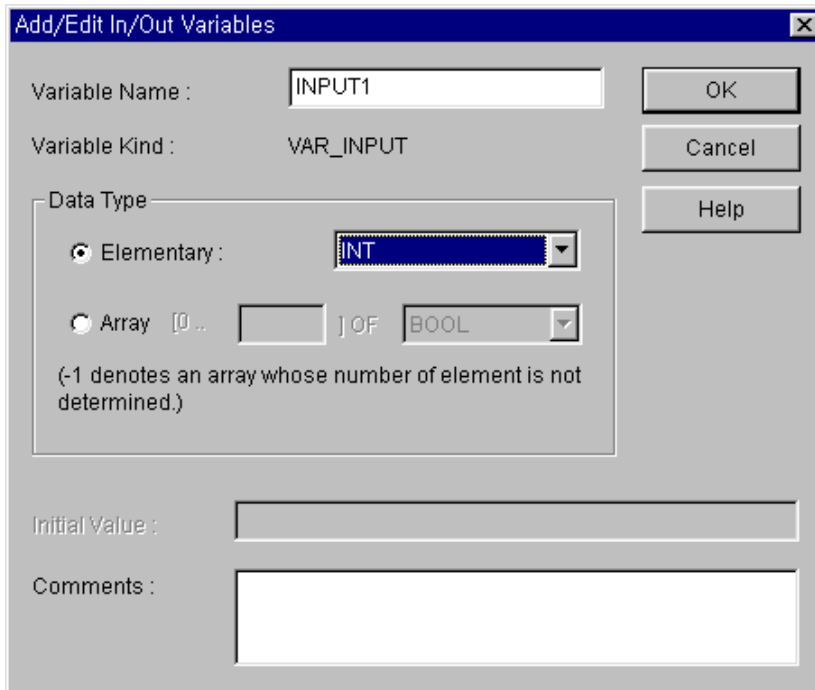 Add/Edit In/Out Variables
Variable Name : INPUT1 OK
Variable Kind : VAR_INPUT Cancel
Data Type Help
Elementary : INT
Array [0 .. ] OF BOOL
(-1 denotes an array whose number of element is not
determined.)
Initial Value :
Comments :